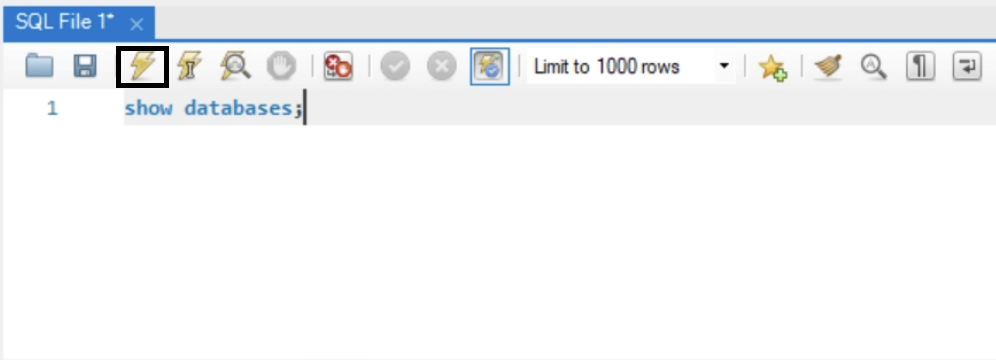 SQL File 1*
Limit to 1000 rows
1 show databases;